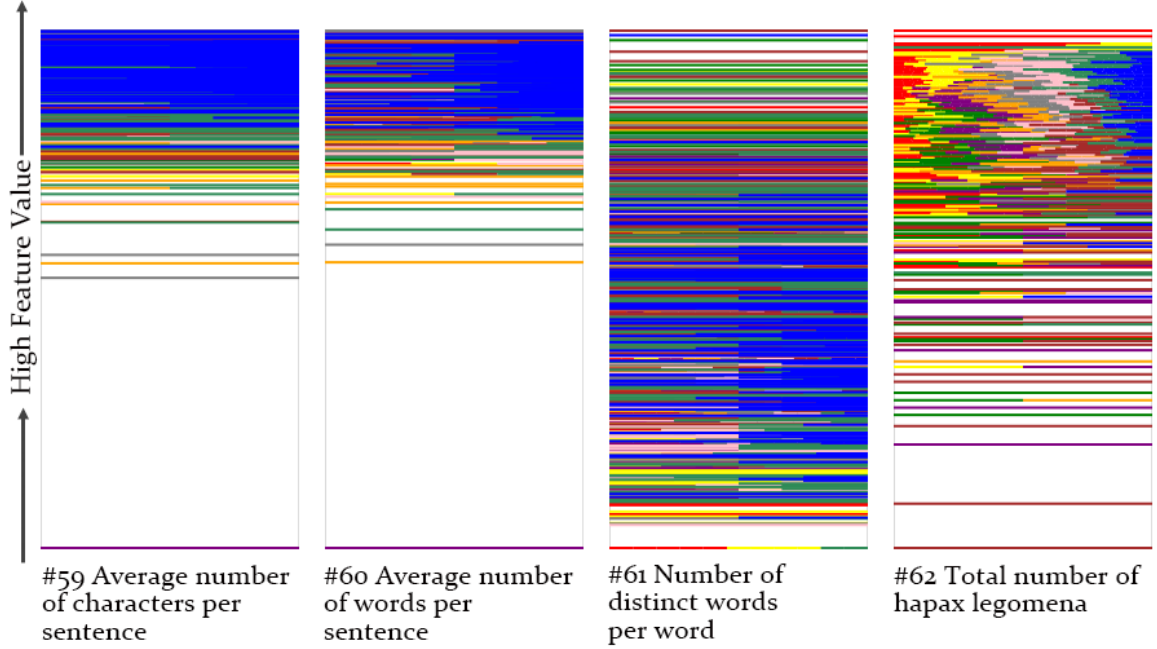 High Feature Value
#59 Average number
of characters per
sentence
#60 Average number
of words per
sentence
#61 Number of
distinct words
per word
#62 Total number of
hapax legomena